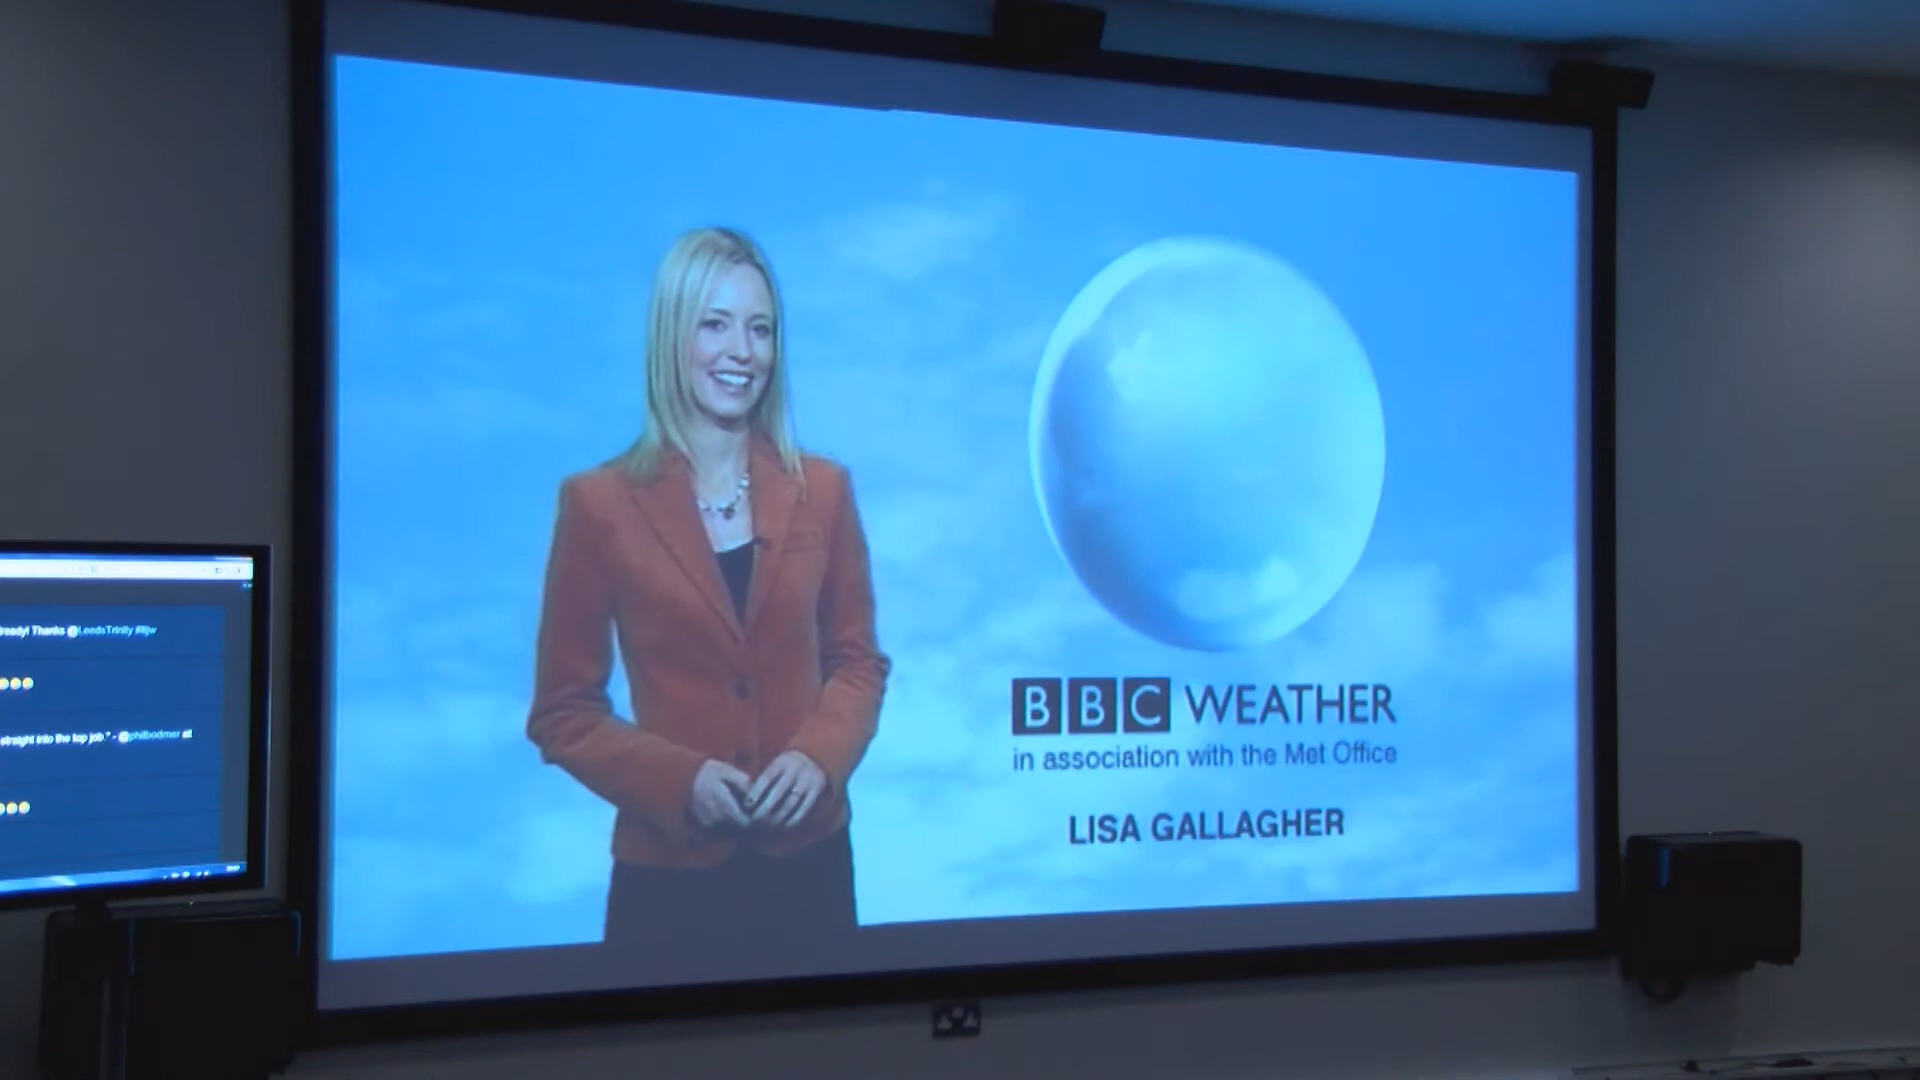 ready! Thanks @LeedsTrinity #ltjw
straight into the top job." - @philbodmer at
BBC WEATHER
in association with the Met Office
LISA GALLAGHER